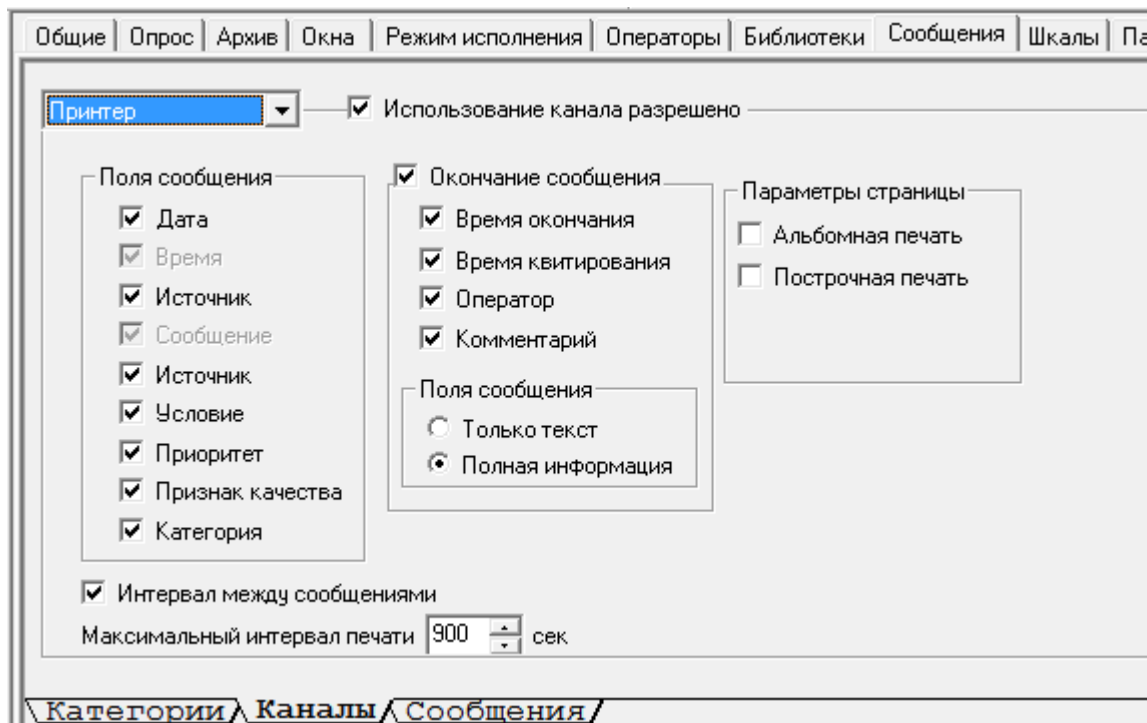 Общие Опрос Архив Окна Режим исполнения Операторы Библиотеки Сообщения Шкалы
Принтер Использование канала разрешено
Поля сообщения
Дата
Время
Источник
Сообщение
Источник
Условие
Приоритет
Признак качества
Категория
Окончание сообщения
Время окончания
Время квитирования
Оператор
Комментарий
Поля сообщения
Только текст
Полная информация
Параметры страницы
Альбомная печать
Построчная печать
Интервал между сообщениями
Максимальный интервал печати 900 сек
Категории Каналы Сообщения